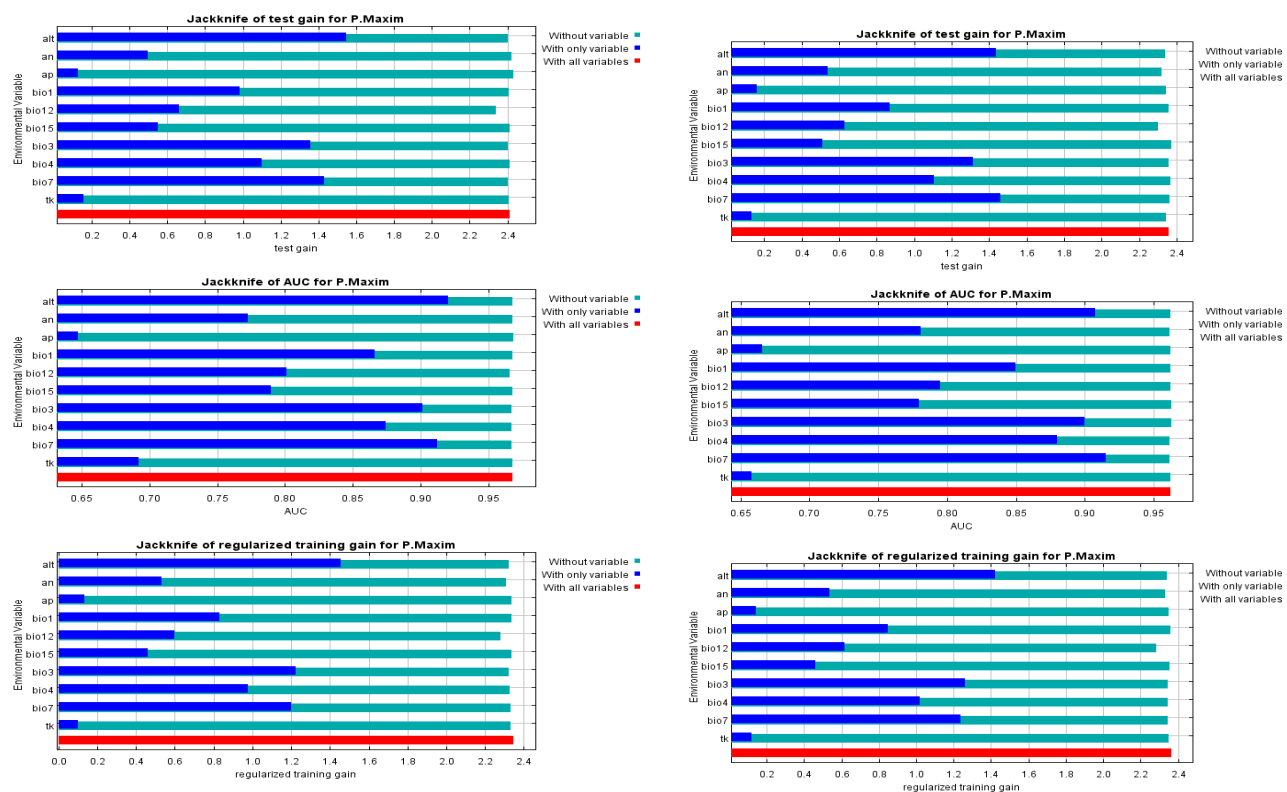 Jackknife of test gain for P.Maxim
Environmental Variable
alt
an
ap
bio1
bio12
bio15
bio3
bio4
bio7
tk
Without variable
With only variable
With all variables
0.2 0.4 0.6 0.8 1.0 1.2 1.4 1.6 1.8 2.0 2.2 2.4
test gain
Jackknife of test gain for P.Maxim
Environmental Variable
alt
an
ap
bio1
bio12
bio15
bio3
bio4
bio7
tk
Without variable
With only variable
With all variables
0.2 0.4 0.6 0.8 1.0 1.2 1.4 1.6 1.8 2.0 2.2 2.4
test gain
Jackknife of AUC for P.Maxim
Environmental Variable
alt
an
ap
bio1
bio12
bio15
bio3
bio4
bio7
tk
Without variable
With only variable
With all variables
0.65 0.70 0.75 0.80 0.85 0.90 0.95
AUC
Jackknife of AUC for P.Maxim
Environmental Variable
alt
an
ap
bio1
bio12
bio15
bio3
bio4
bio7
tk
Without variable
With only variable
With all variables
0.65 0.70 0.75 0.80 0.85 0.90 0.95
AUC
Jackknife of regularized training gain for P.Maxim
Environmental Variable
alt
an
ap
bio1
bio12
bio15
bio3
bio4
bio7
tk
Without variable
With only variable
With all variables
0.0 0.2 0.4 0.6 0.8 1.0 1.2 1.4 1.6 1.8 2.0 2.2 2.4
regularized training gain
Jackknife of regularized training gain for P.Maxim
Environmental Variable
alt
an
ap
bio1
bio12
bio15
bio3
bio4
bio7
tk
Without variable
With only variable
With all variables
0.2 0.4 0.6 0.8 1.0 1.2 1.4 1.6 1.8 2.0 2.2 2.4
regularized training gain